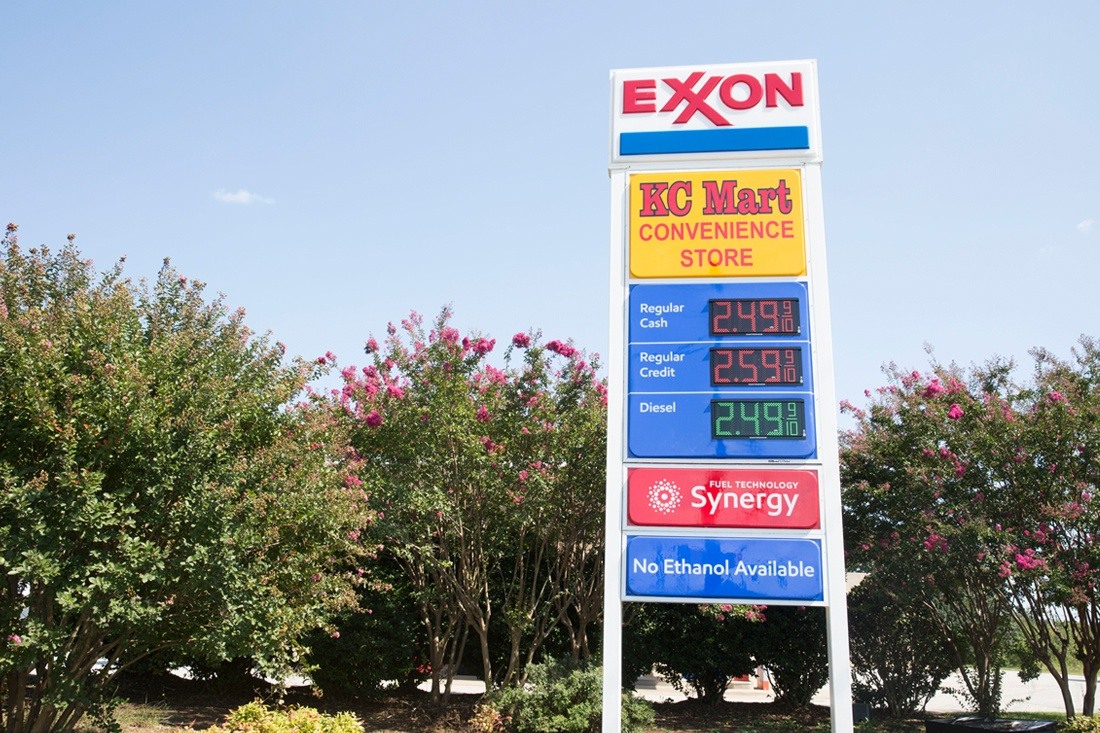 EXXON
KC Mart
CONVENIENCE
STORE
Regular
Cash
2.49 9/10
Regular
Credit
2.59 9/10
Diesel
2.49 9/10
FUEL TECHNOLOGY
Synergy
No Ethanol Available